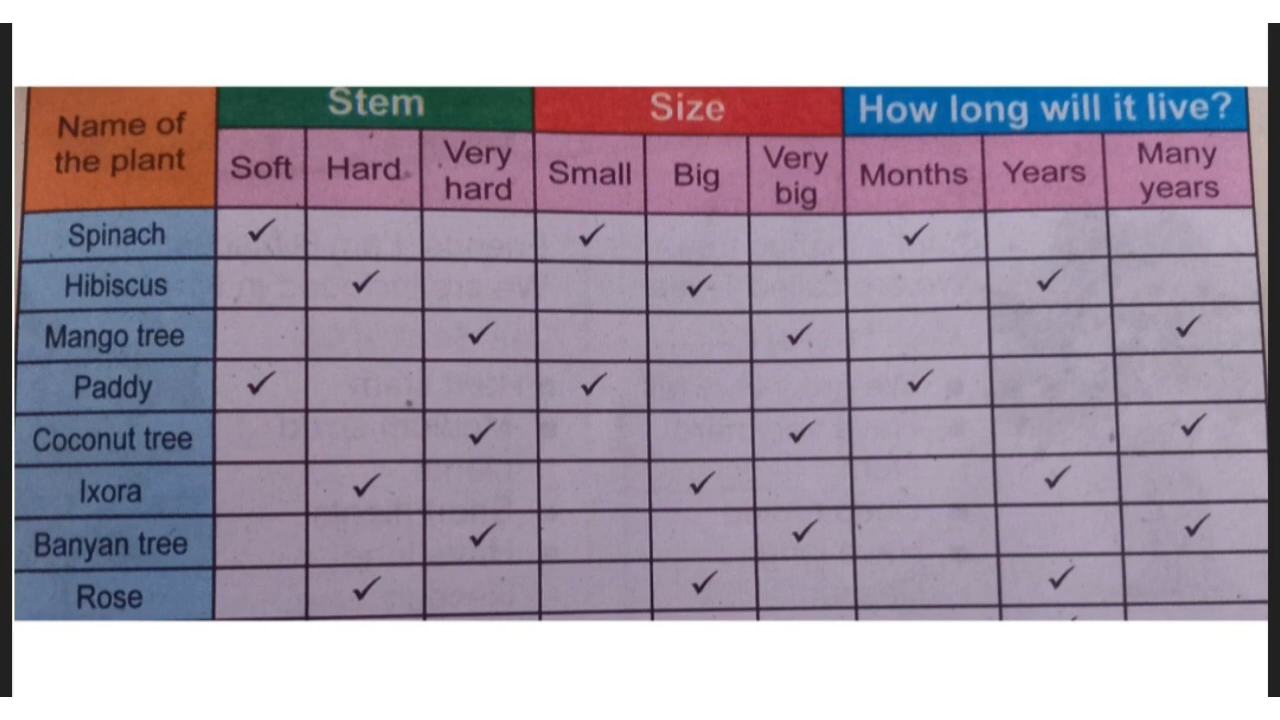 Stem Size How long will it live?
Name of the plant Soft Hard Very hard Small Big Very big Months Years Many years
Spinach ✓ ✓ ✓
Hibiscus ✓ ✓ ✓
Mango tree ✓ ✓ ✓
Paddy ✓ ✓ ✓
Coconut tree ✓ ✓ ✓
Ixora ✓ ✓ ✓
Banyan tree ✓ ✓ ✓
Rose ✓ ✓ ✓